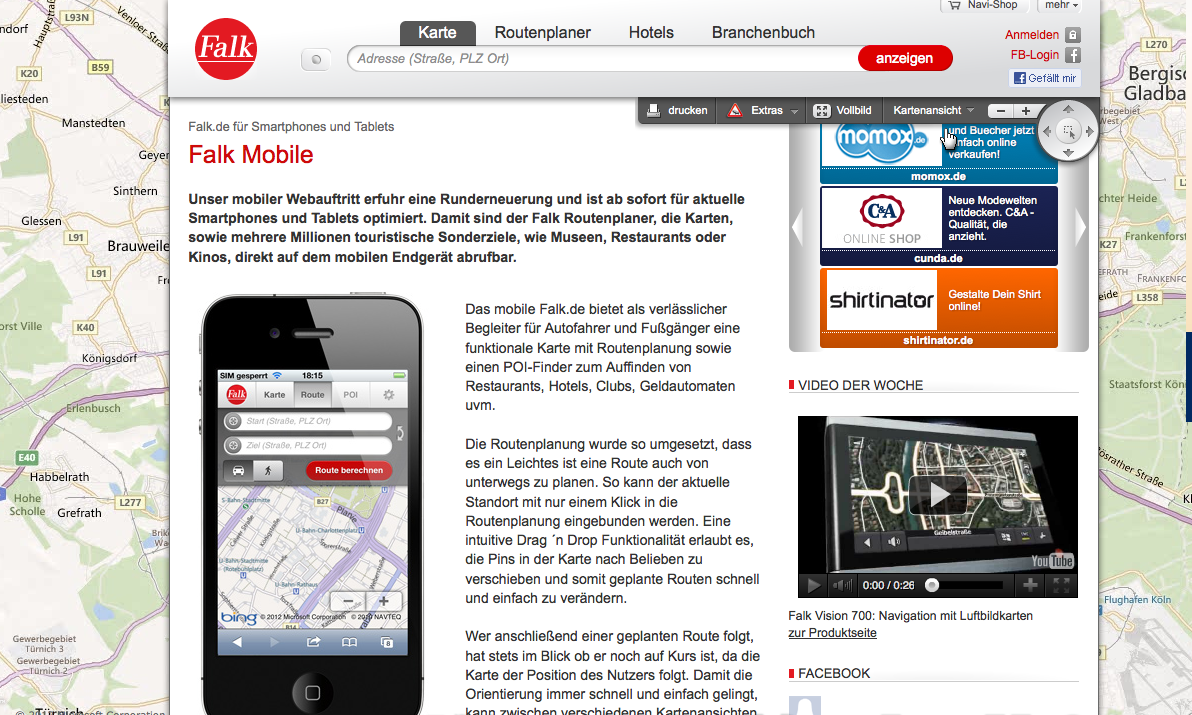 Navi-Shop
mehr
Falk
Karte
Routenplaner
Hotels
Branchenbuch
Anmelden
FB-Login
Gefällt mir
Adresse (Straße, PLZ Ort)
anzeigen
drucken
Extras
Vollbild
Kartenansicht
Falk.de für Smartphones und Tablets
Falk Mobile
Unser mobiler Webauftritt erfuhr eine Runderneuerung und ist ab sofort für aktuelle
Smartphones und Tablets optimiert. Damit sind der Falk Routenplaner, die Karten,
sowie mehrere Millionen touristische Sonderziele, wie Museen, Restaurants oder
Kinos, direkt auf dem mobilen Endgerät abrufbar.
Das mobile Falk.de bietet als verlässlicher
Begleiter für Autofahrer und Fußgänger eine
funktionale Karte mit Routenplanung sowie
einen POI-Finder zum Auffinden von
Restaurants, Hotels, Clubs, Geldautomaten
uvm.
Die Routenplanung wurde so umgesetzt, dass
es ein Leichtes ist eine Route auch von
unterwegs zu planen. So kann der aktuelle
Standort mit nur einem Klick in die
Routenplanung eingebunden werden. Eine
intuitive Drag ´n Drop Funktionalität erlaubt es,
die Pins in der Karte nach Belieben zu
verschieben und somit geplante Routen schnell
und einfach zu verändern.
Wer anschließend einer geplanten Route folgt,
hat stets im Blick ob er noch auf Kurs ist, da die
Karte der Position des Nutzers folgt. Damit die
Orientierung immer schnell und einfach gelingt,
kann zwischen verschiedenen Kartenansichten
SIM gesperrt
18:15
Falk
Karte
Route
POI
Start (Straße, PLZ Ort)
Ziel (Straße, PLZ Ort)
Route berechnen
S-Bahn-Stadtmitte
B27
U-Bahn-Charlottenplatz
U-Bahn-Stadtmitte
(Rotebühlplatz)
U-Bahn-Rathaus
B14
bing
© 2012 Microsoft Corporation © 2010 NAVTEQ
8
momox.de
und Buecher jetzt
einfach online
verkaufen!
momox.de
C&A
ONLINE SHOP
Neue Modewelten
entdecken. C&A -
Qualität, die
anzieht.
cunda.de
shirtinator
Gestalte Dein Shirt
online!
shirtinator.de
VIDEO DER WOCHE
YouTube
0:00 / 0:26
Falk Vision 700: Navigation mit Luftbildkarten
zur Produktseite
FACEBOOK
L93N
Venloer Straße
K20
B59
Manstedten
Geyen
Sinthern
Glessen
L91
Brauweile
L91
K40
Königsdorf
Erlenbusch
E40
Habbelrath
Hohe
Scholle
Grefrath
L277
Gewerbegebiet
Türnich 3
Gewerbegebiet
Türnich 2
Türnich
L270
Bergisc
Gladba
K27
Frankenforst
L358
Staatsforst König
Flughafen Köln